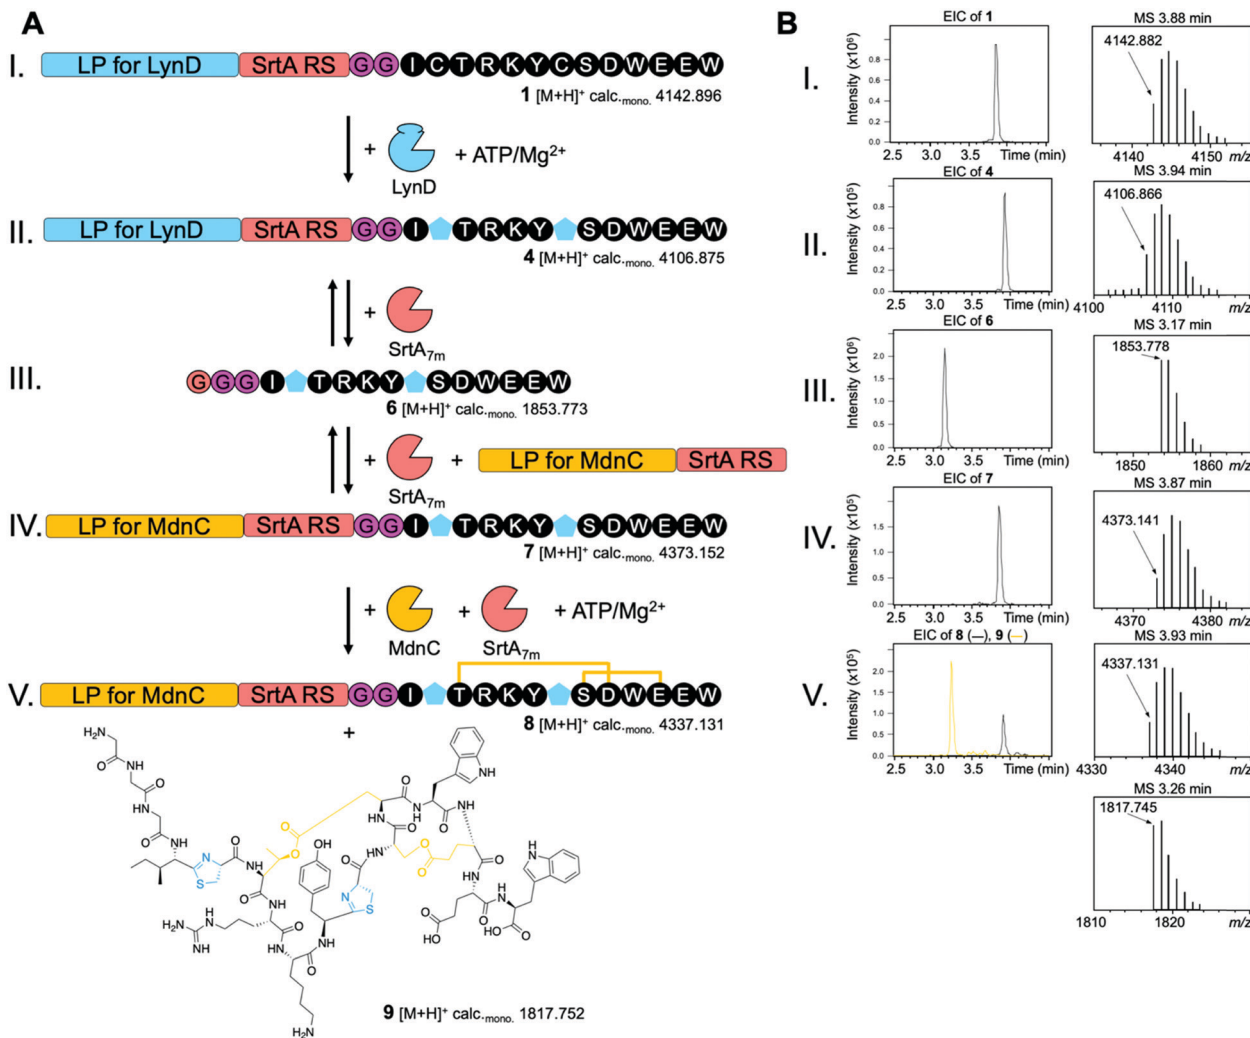 A
I. LP for LynD SrtA RS G G I C T R K Y C S D W E E W
1 [M+H]+ calc.mono. 4142.896
+ + ATP/Mg2+
LynD
II. LP for LynD SrtA RS G G I T R K Y S D W E E W
4 [M+H]+ calc.mono. 4106.875
+
SrtA7m
III. G G G I T R K Y S D W E E W
6 [M+H]+ calc.mono. 1853.773
+ + LP for MdnC SrtA RS
SrtA7m
IV. LP for MdnC SrtA RS G G I T R K Y S D W E E W
7 [M+H]+ calc.mono. 4373.152
+ + + ATP/Mg2+
MdnC SrtA7m
V. LP for MdnC SrtA RS G G I T R K Y S D W E E W
8 [M+H]+ calc.mono. 4337.131
+
H2N
O
NH
O
NH
O
NH
O
N
S
O
NH
O
O
O
NH
H2N
H
N
NH
O
NH
O
NH
O
H2N
OH
N
S
O
NH
O
NH
O
O
O
NH
O
NH
NH
O
NH
O
NH
O
HO
O
OH
9 [M+H]+ calc.mono. 1817.752
B
I.
EIC of 1
Intensity (x10⁶)
0.8
0.6
0.4
0.2
0.0
2.5 3.0 3.5 Time (min)
MS 3.88 min
4142.882
4140 4150 m/z
II.
EIC of 4
Intensity (x10⁵)
0.8
0.6
0.4
0.2
0.0
2.5 3.0 3.5 Time (min)
MS 3.94 min
4106.866
4100 4110 m/z
III.
EIC of 6
Intensity (x10⁶)
2.0
1.5
1.0
0.5
0.0
2.5 3.0 3.5 Time (min)
MS 3.17 min
1853.778
1850 1860 m/z
IV.
EIC of 7
Intensity (x10⁵)
1.5
1.0
0.5
0.0
2.5 3.0 3.5 Time (min)
MS 3.87 min
4373.141
4370 4380 m/z
V.
EIC of 8 (—), 9 (—)
Intensity (x10⁵)
2.0
1.5
1.0
0.5
0.0
2.5 3.0 3.5 Time (min)
MS 3.93 min
4337.131
4330 4340 m/z
MS 3.26 min
1817.745
1810 1820 m/z